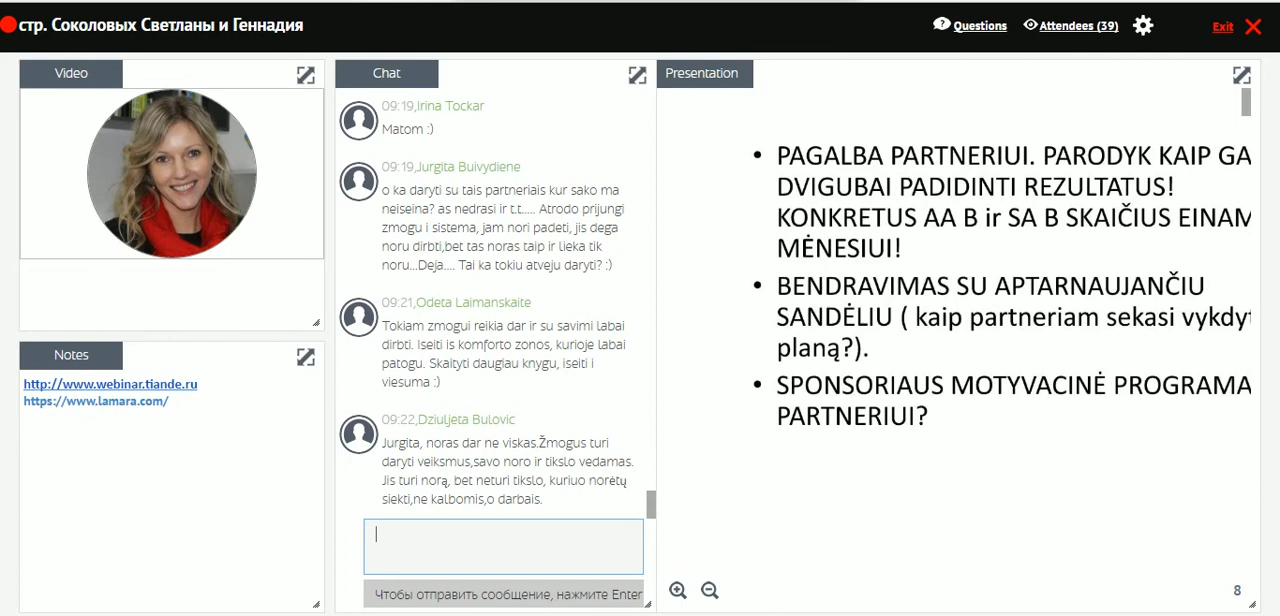 стр. Соколовых Светланы и Геннадия
Questions
Attendees (39)
Exit
Video
Chat
09:19,Irina Tockar
Matom :)
09:19,Jurgita Buivydiene
o ka daryti su tais partneriais kur sako ma
neiseina? as nedrasi ir t.t..... Atrodo prijungi
zmogu i sistema, jam nori padeti, jis dega
noru dirbti,bet tas noras taip ir lieka tik
noru...Deja.... Tai ka tokiu atveju daryti? :)
09:21,Odeta Laimanskaite
Tokiam zmogui reikia dar ir su savimi labai
dirbti. Iseiti is komforto zonos, kurioje labai
patogu. Skaityti daugiau knygu, iseiti i
viesuma :)
09:22,Dziuljeta Bulovic
Jurgita, noras dar ne viskas.Žmogus turi
daryti veiksmus,savo noro ir tikslo vedamas.
Jis turi norą, bet neturi tikslo, kuriuo norėtų
siekti,ne kalbomis,o darbais.
Чтобы отправить сообщение, нажмите Enter
Notes
http://www.webinar.tiande.ru
https://www.lamara.com/
Presentation
• PAGALBA PARTNERIUI. PARODYK KAIP GA
DVIGUBAI PADIDINTI REZULTATUS!
KONKRETUS AA B ir SA B SKAIČIUS EINAM
MĖNESIUI!
• BENDRAVIMAS SU APTARNAUJANČIU
SANDĖLIU ( kaip partneriam sekasi vykdyt
planą?).
• SPONSORIAUS MOTYVACINĖ PROGRAMA
PARTNERIUI?
8